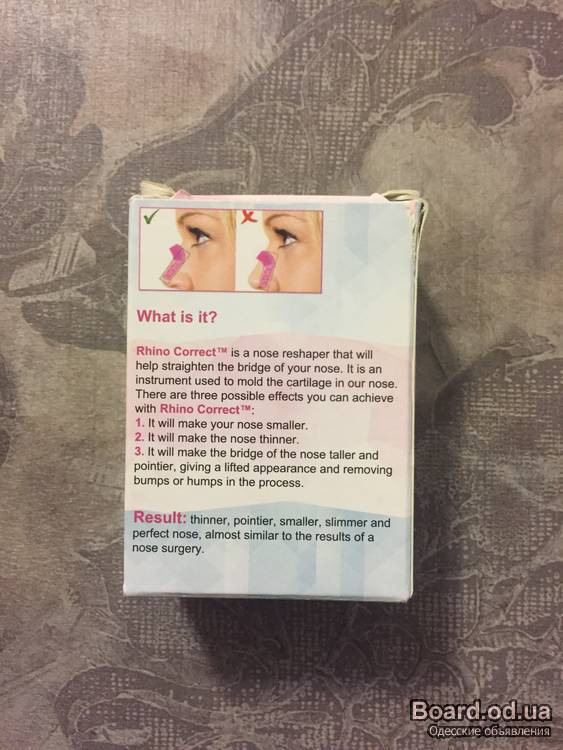 What is it?
Rhino Correct™ is a nose reshaper that will
help straighten the bridge of your nose. It is an
instrument used to mold the cartilage in our nose.
There are three possible effects you can achieve
with Rhino Correct™:
1. It will make your nose smaller.
2. It will make the nose thinner.
3. It will make the bridge of the nose taller and
pointier, giving a lifted appearance and removing
bumps or humps in the process.
Result: thinner, pointier, smaller, slimmer and
perfect nose, almost similar to the results of a
nose surgery.
Board.od.ua
Одесские объявления